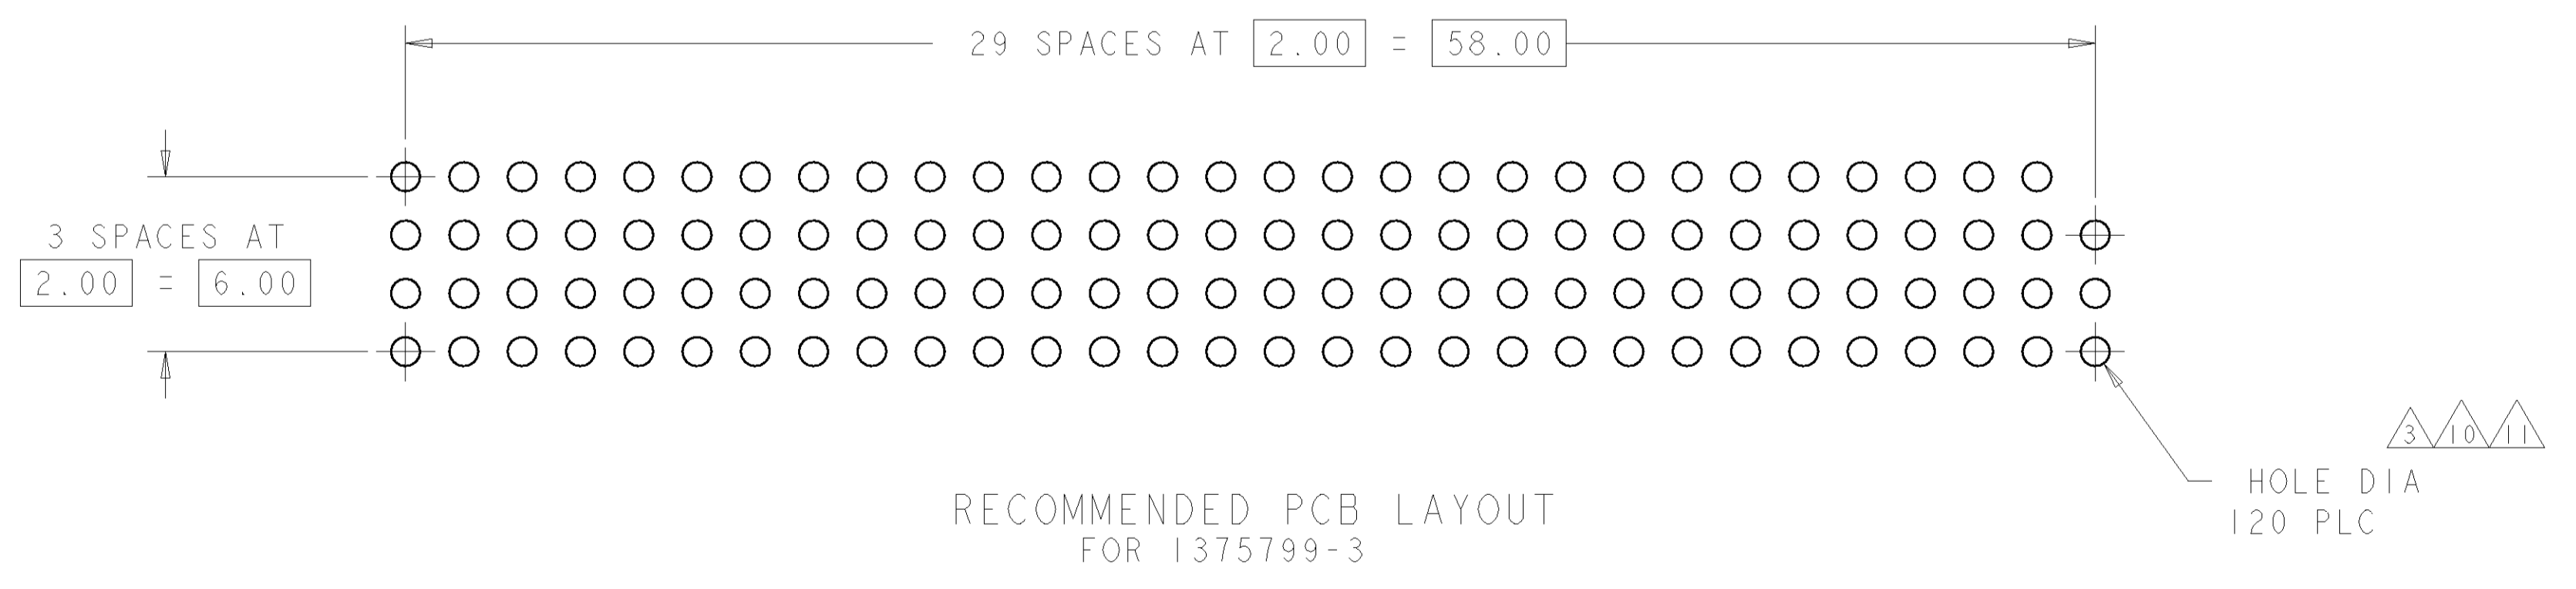 29 SPACES AT 2.00 = 58.00
3 SPACES AT
2.00 = 6.00
3 10 11
HOLE DIA
120 PLC
RECOMMENDED PCB LAYOUT
FOR 1375799-3